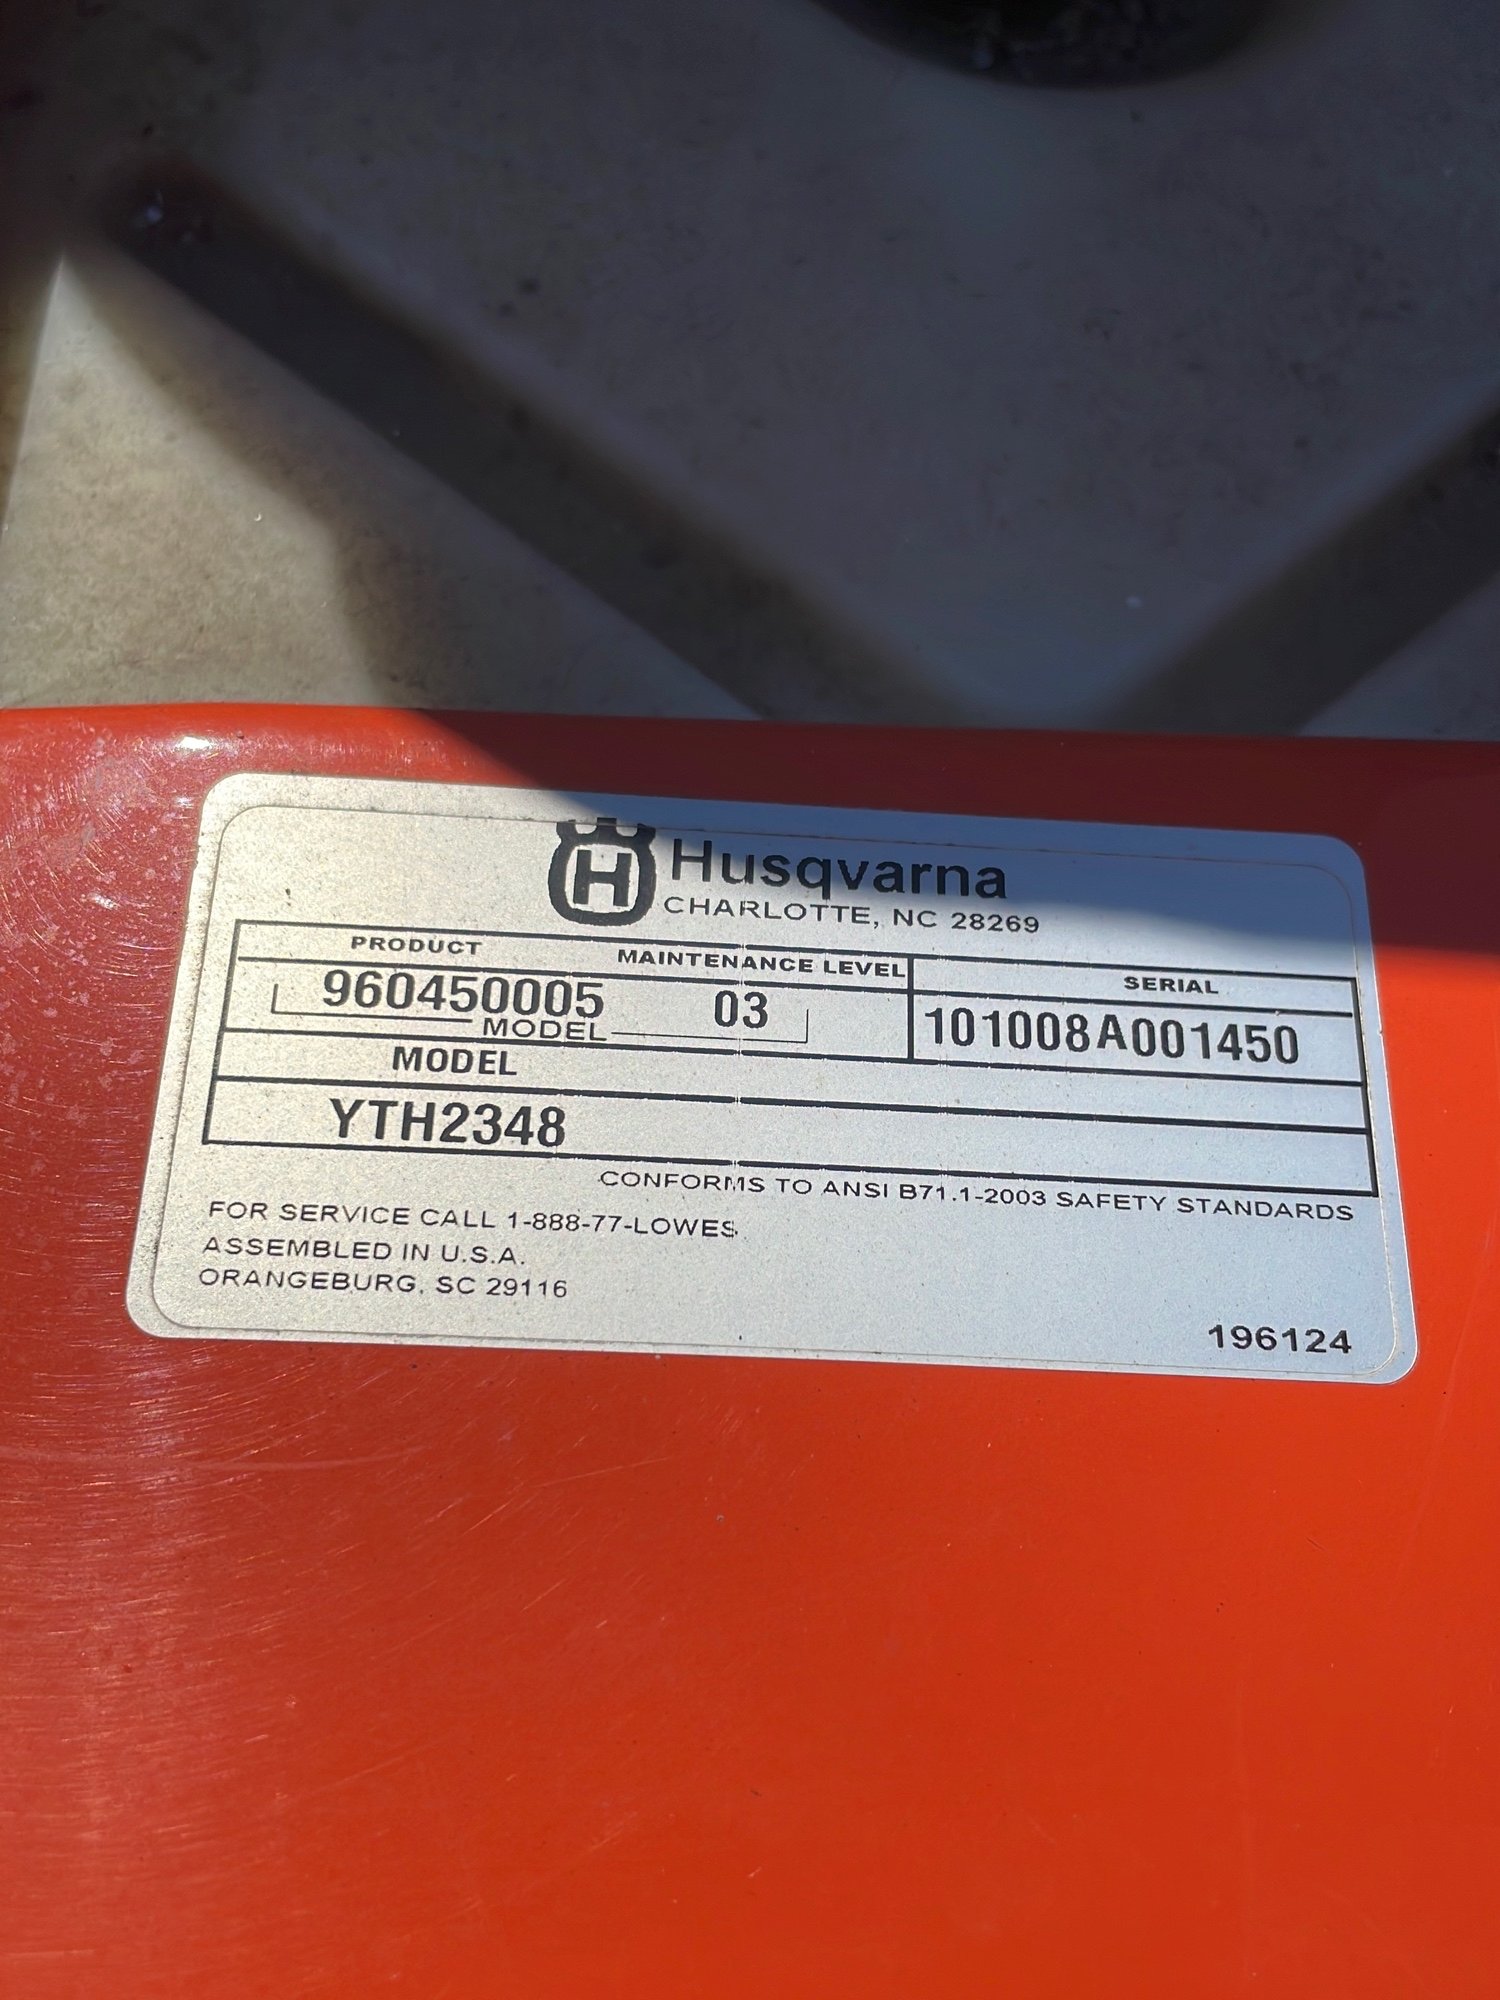 H Husqvarna
CHARLOTTE, NC 28269
PRODUCT MAINTENANCE LEVEL SERIAL
960450005 03 101008A001450
MODEL
MODEL
YTH2348
CONFORMS TO ANSI B71.1-2003 SAFETY STANDARDS
FOR SERVICE CALL 1-888-77-LOWES
ASSEMBLED IN U.S.A.
ORANGEBURG, SC 29116
196124